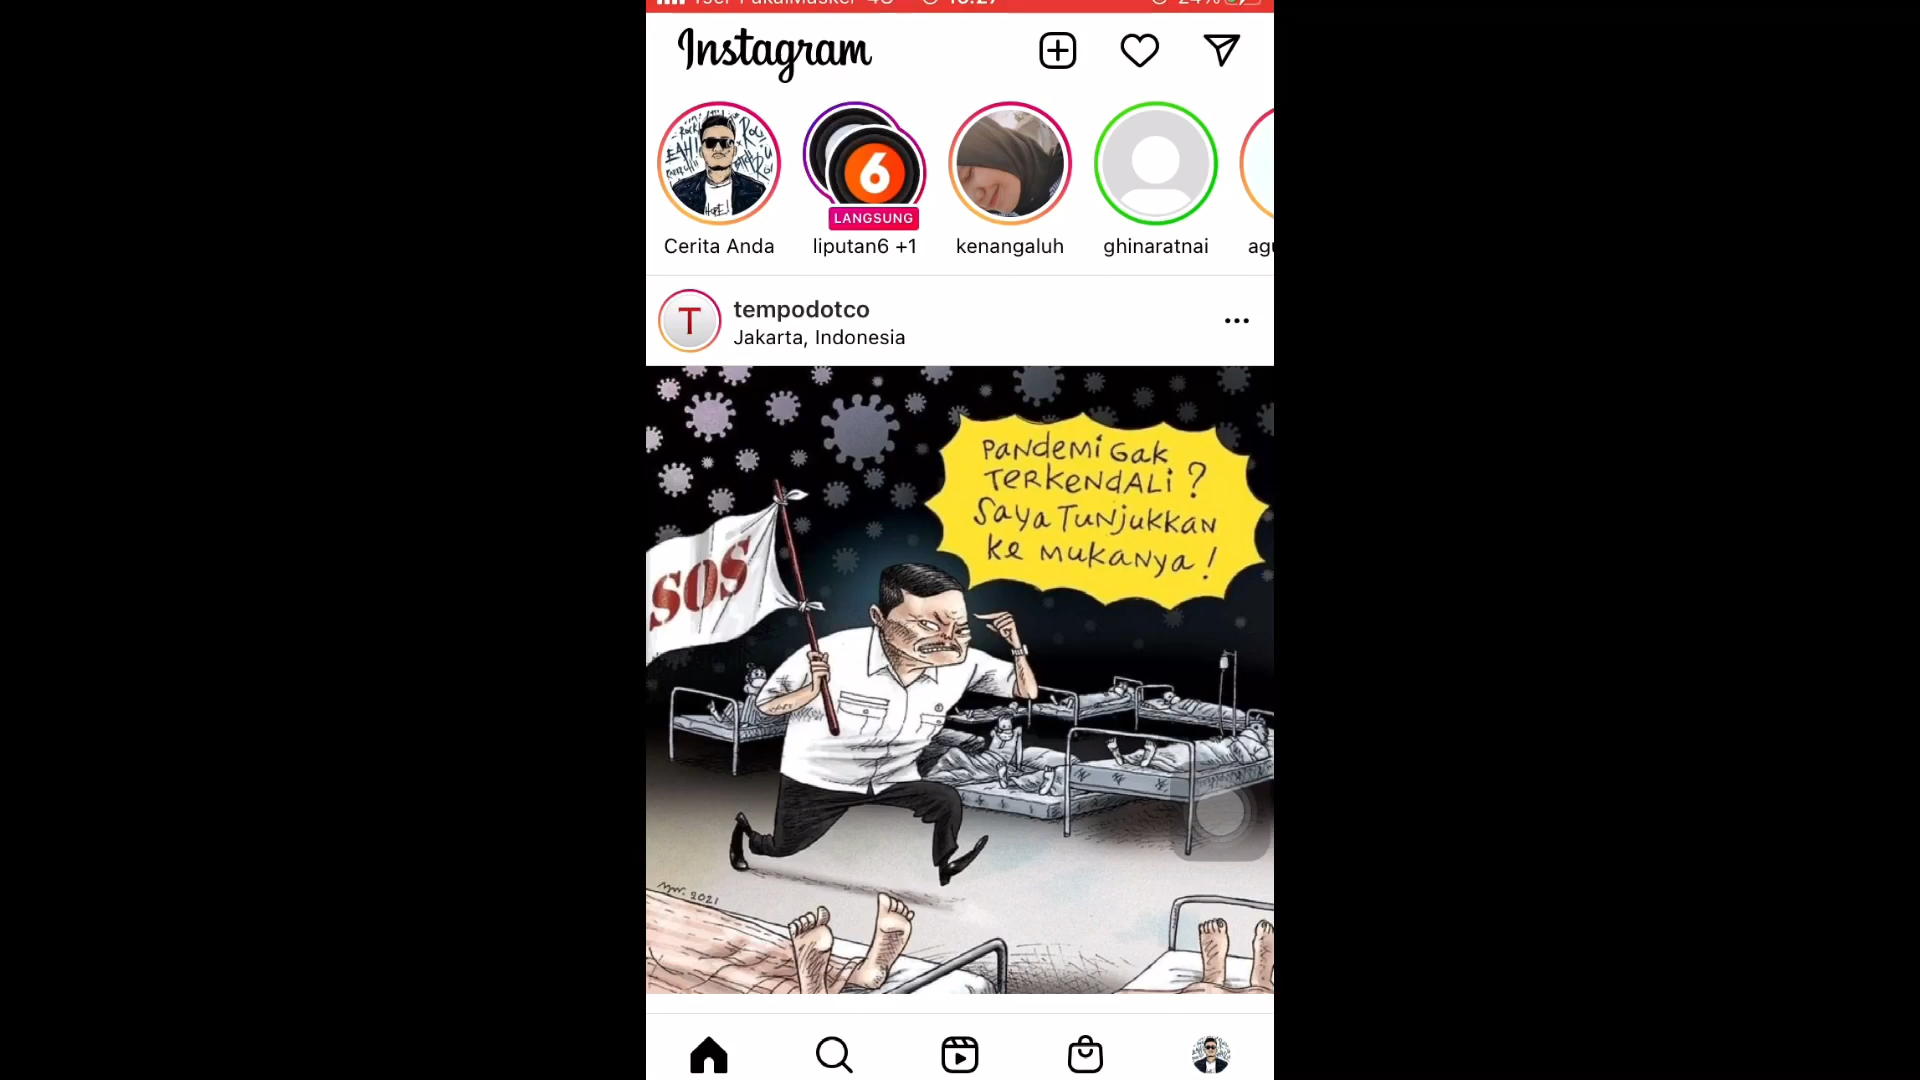 Instagram
LANGSUNG
Cerita Anda
liputan6 +1
kenangaluh
ghinaratnai
tempodotco
Jakarta, Indonesia
PANDEMI GAK
TERKENDALI?
SAYA TUNJUKKAN
KE MUKANYA!
SOS
2021